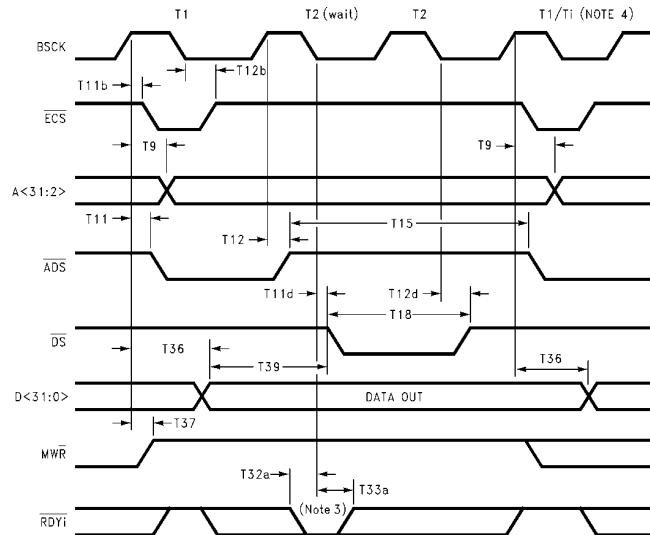 T1 T2 (wait) T2 T1/Ti (NOTE 4)
BSCK
T11b T12b
ECS
T9 T9
A<31:2>
T11 T12 T15
ADS
T11d T12d
T18
DS
T36 T39 T36
D<31:0> DATA OUT
T37
MWR
T32a T33a
(Note 3)
RDYi